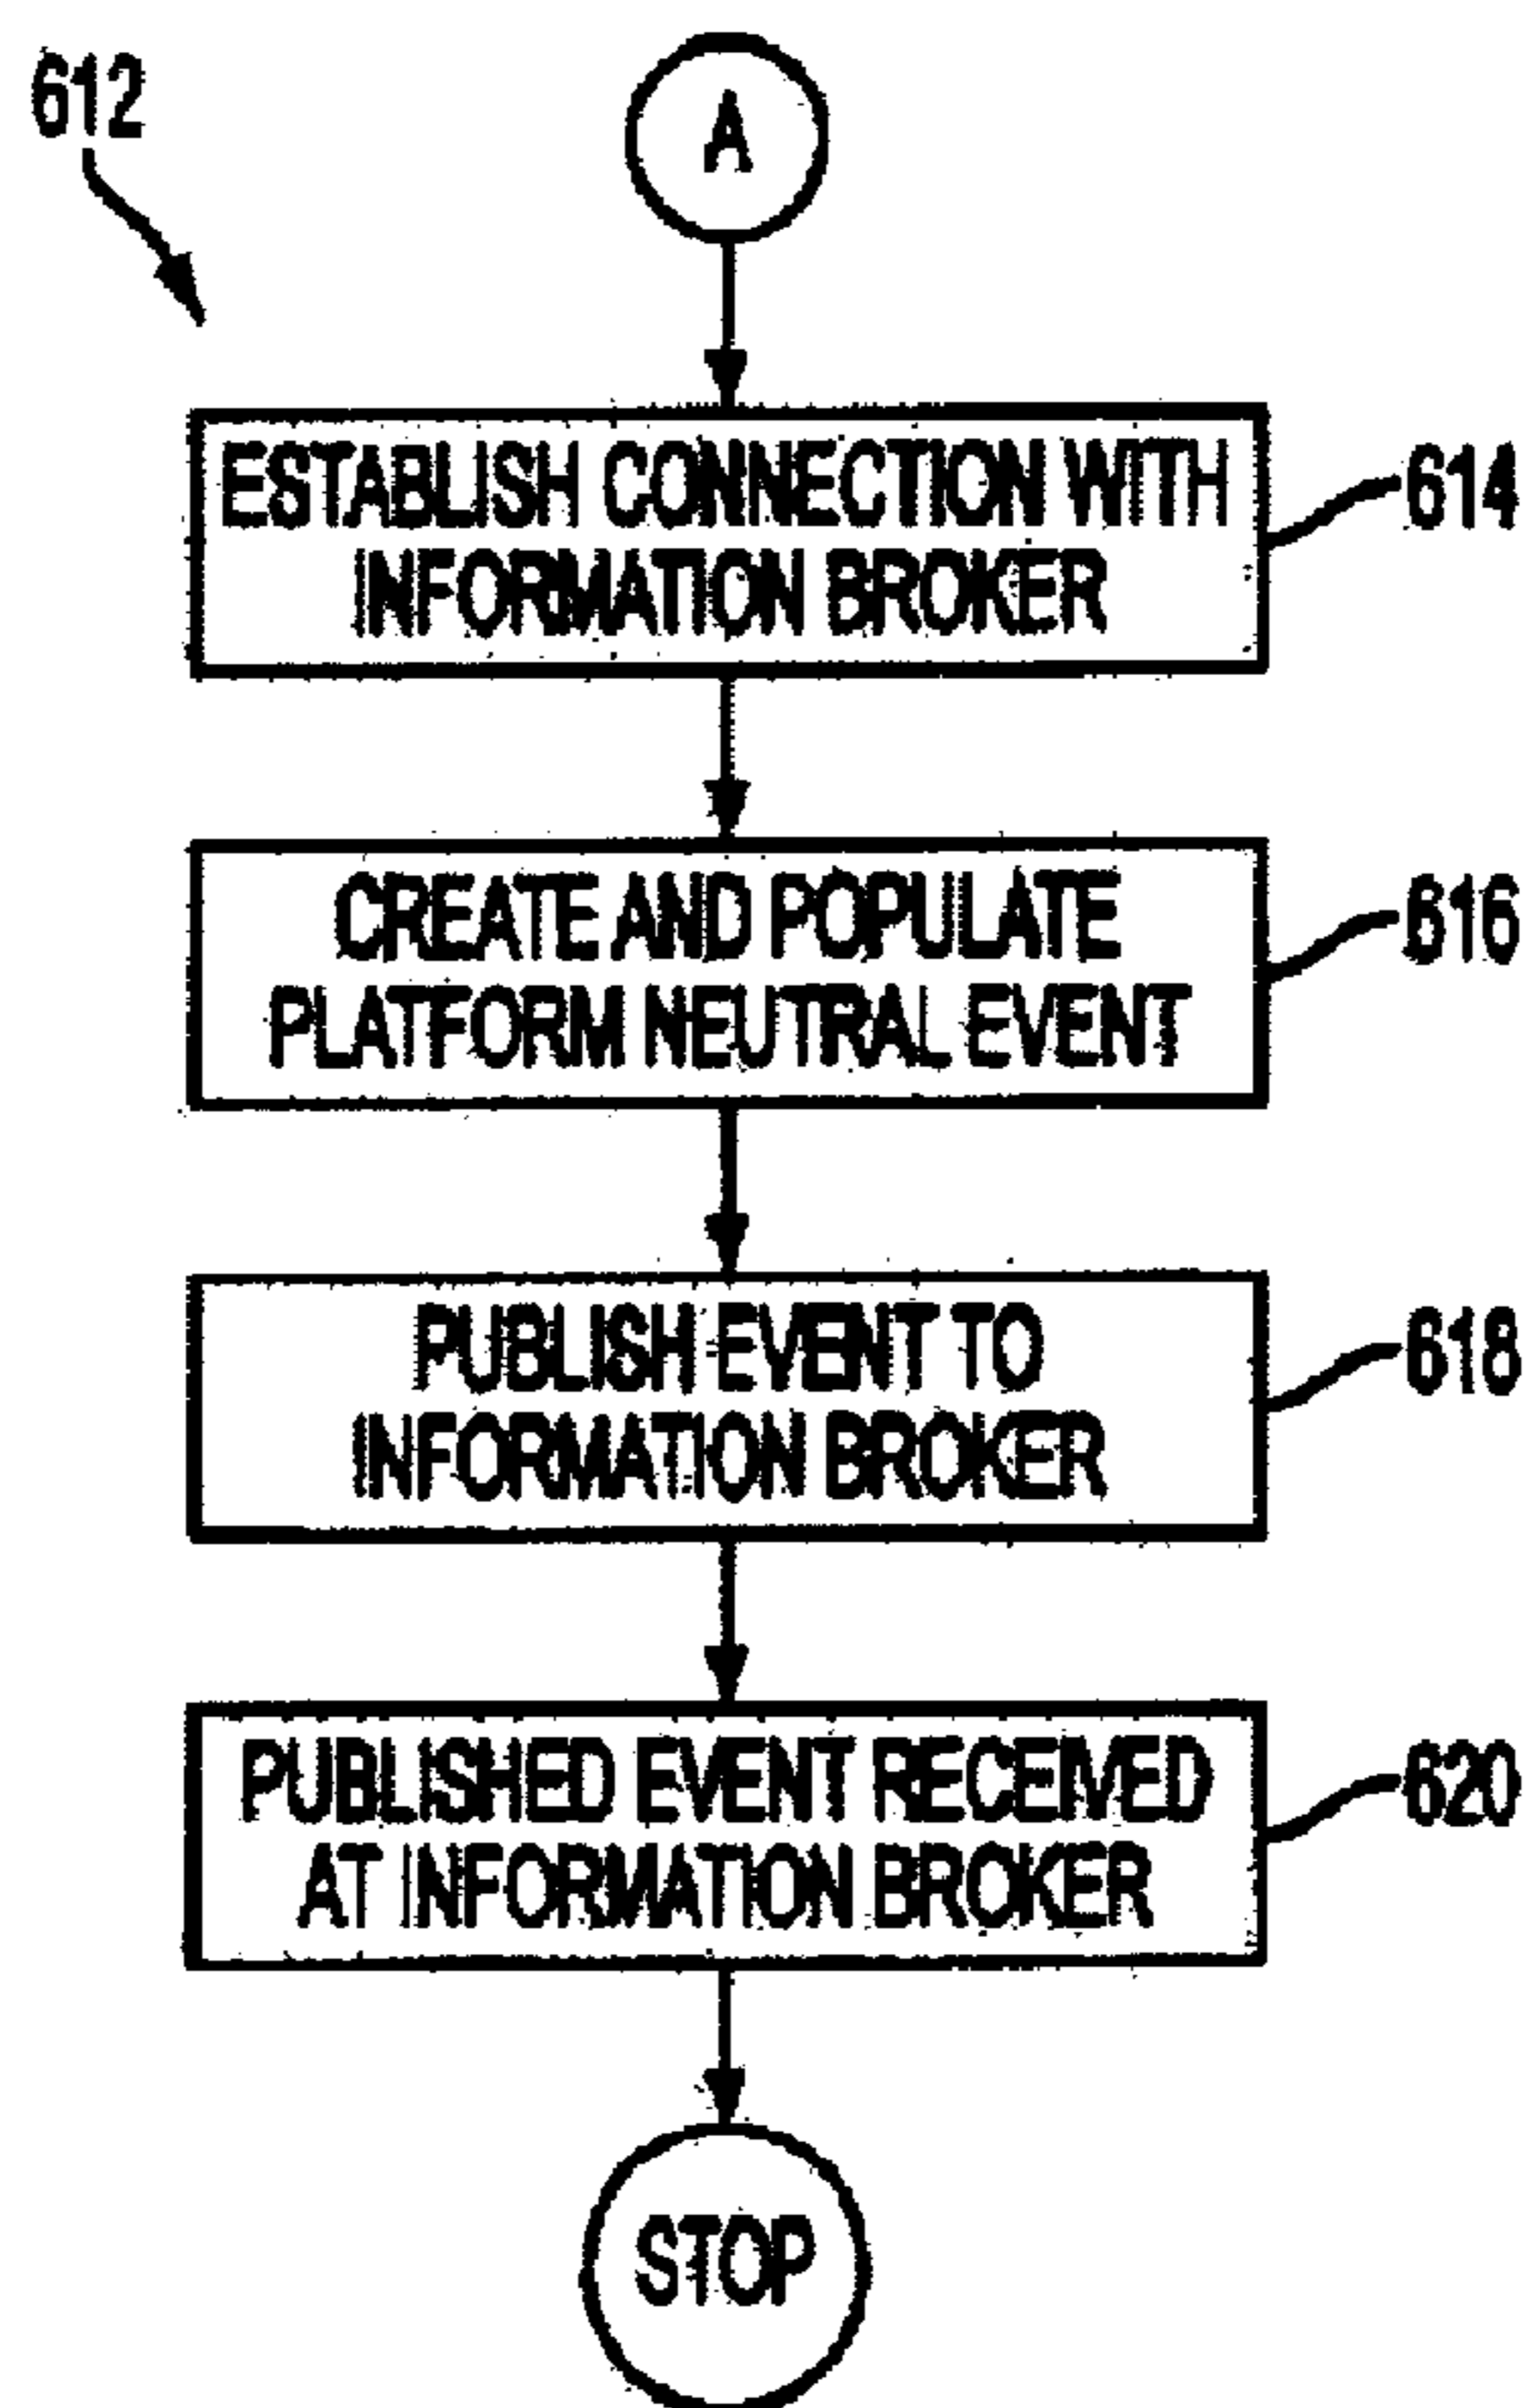 612
A
ESTABLISH CONNECTION WITH
INFORMATION BROKER
614
CREATE AND POPULATE
PLATFORM NEUTRAL EVENT
616
PUBLISH EVENT TO
INFORMATION BROKER
618
PUBLISHED EVENT RECEIVED
AT INFORMATION BROKER
620
STOP